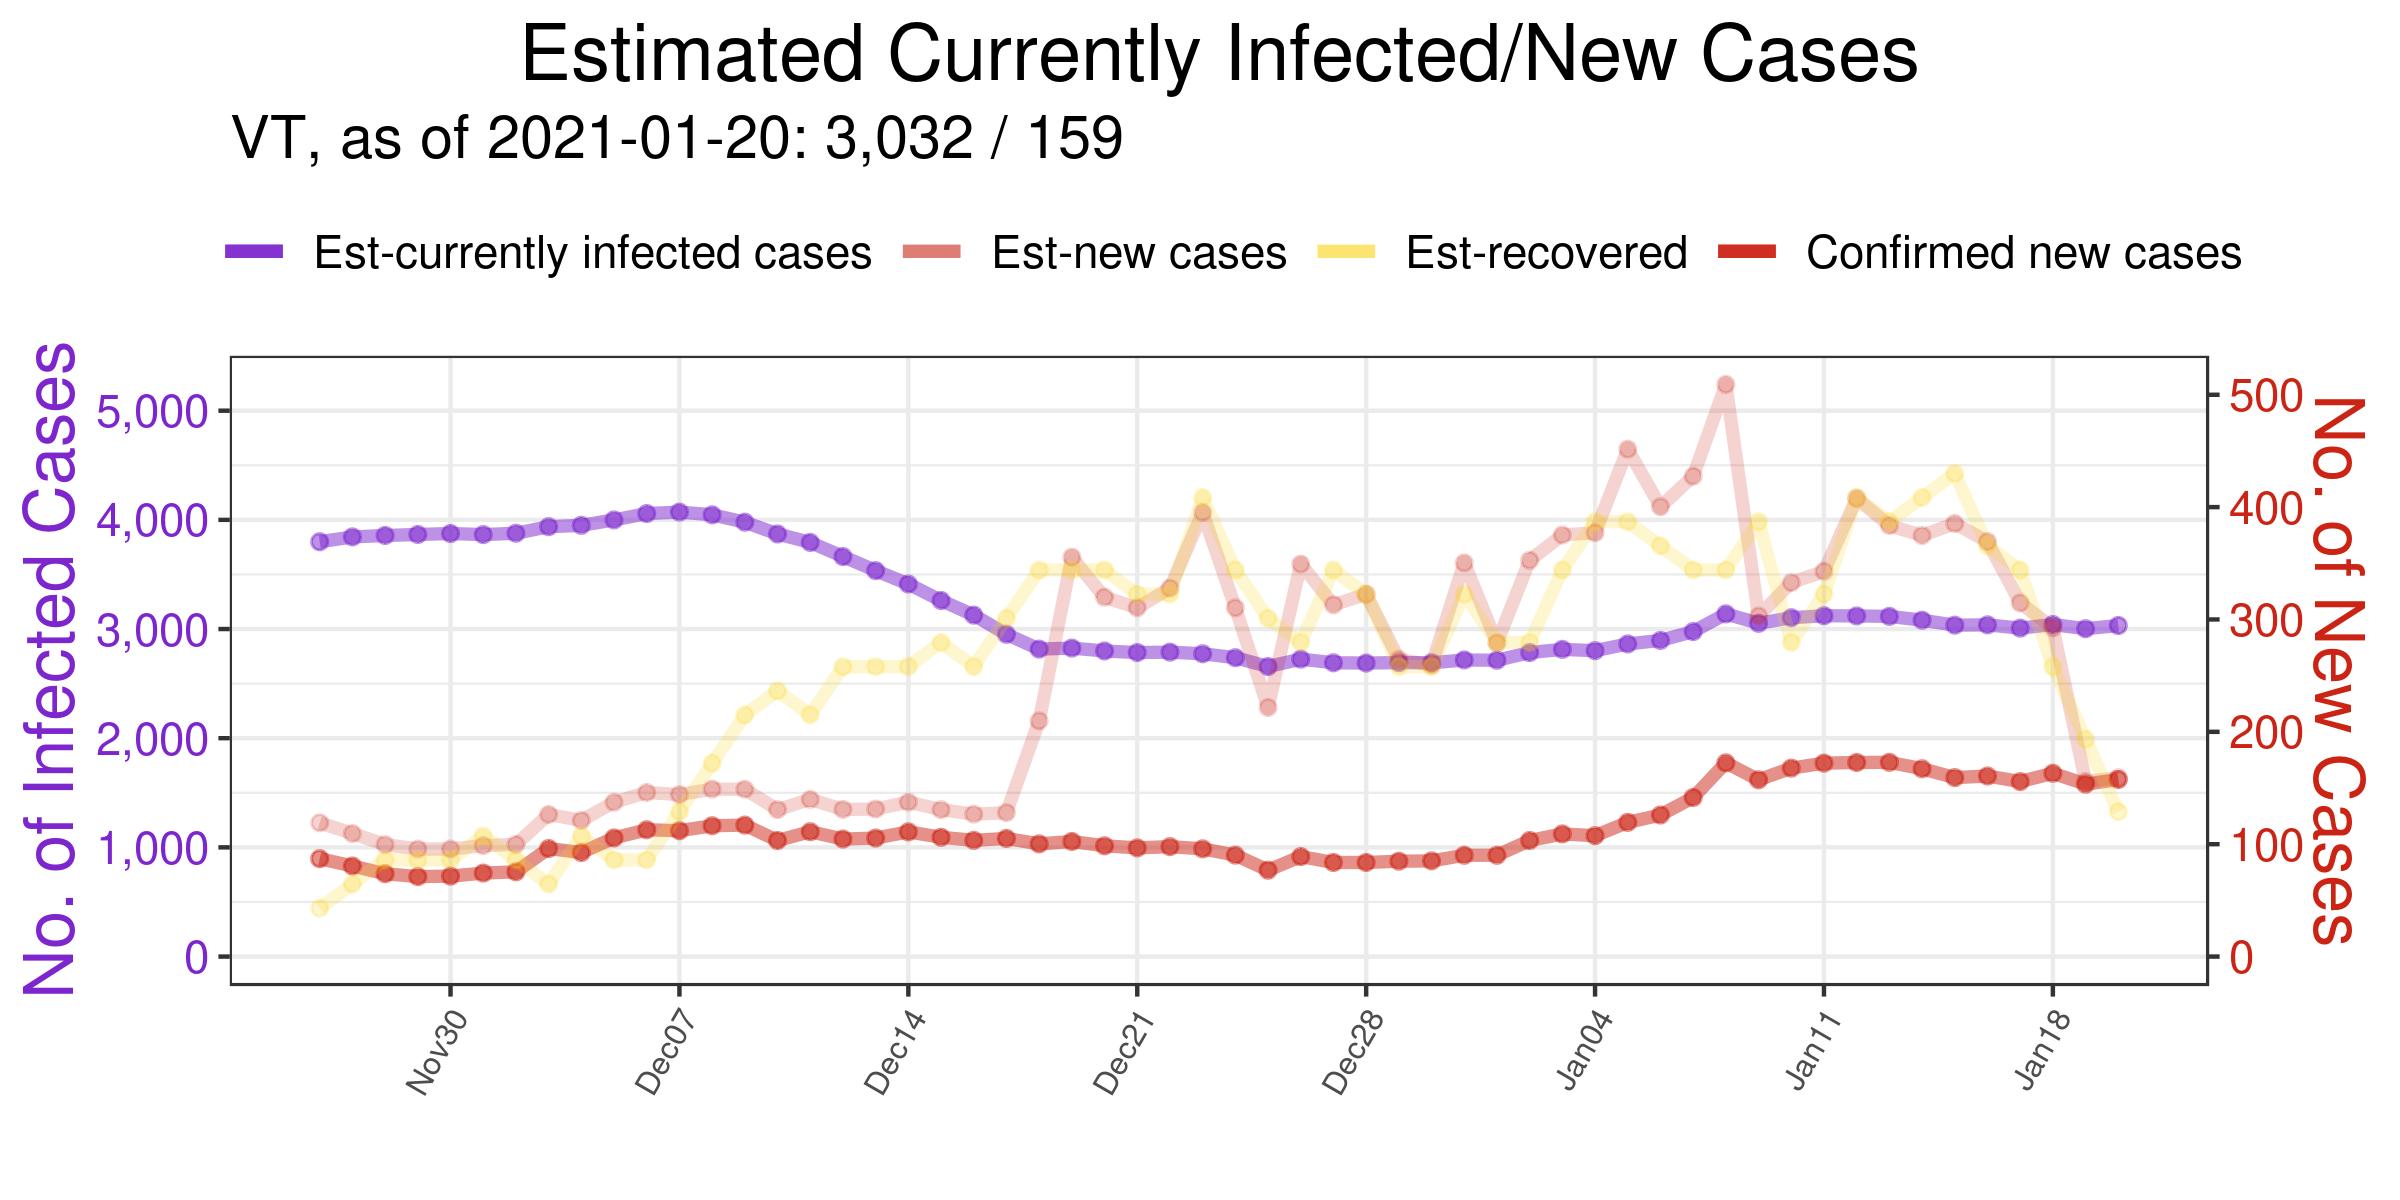 Estimated Currently Infected/New Cases
VT, as of 2021-01-20: 3,032 / 159
Est-currently infected cases Est-new cases Est-recovered Confirmed new cases
No. of Infected Cases
5,000
4,000
3,000
2,000
1,000
0
500
400
300
200
100
0
No. of New Cases
Nov30 Dec07 Dec14 Dec21 Dec28 Jan04 Jan11 Jan18